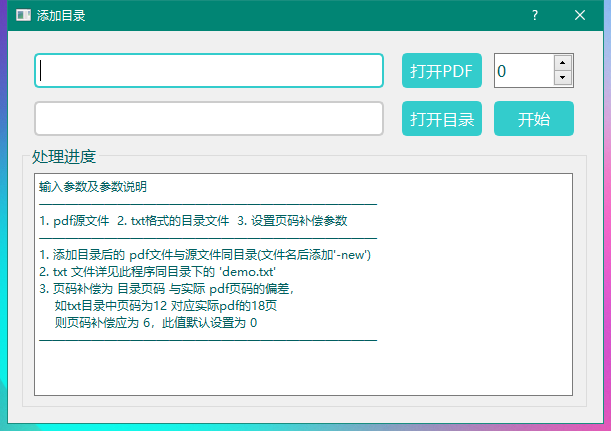 添加目录
打开PDF 0
打开目录 开始
处理进度
输入参数及参数说明
1. pdf源文件 2. txt格式的目录文件 3. 设置页码补偿参数
1. 添加目录后的 pdf文件与源文件同目录(文件名后添加'-new')
2. txt 文件详见此程序同目录下的 'demo.txt'
3. 页码补偿为 目录页码 与实际 pdf页码的偏差，
如txt目录中页码为12 对应实际pdf的18页
则页码补偿应为 6，此值默认设置为 0